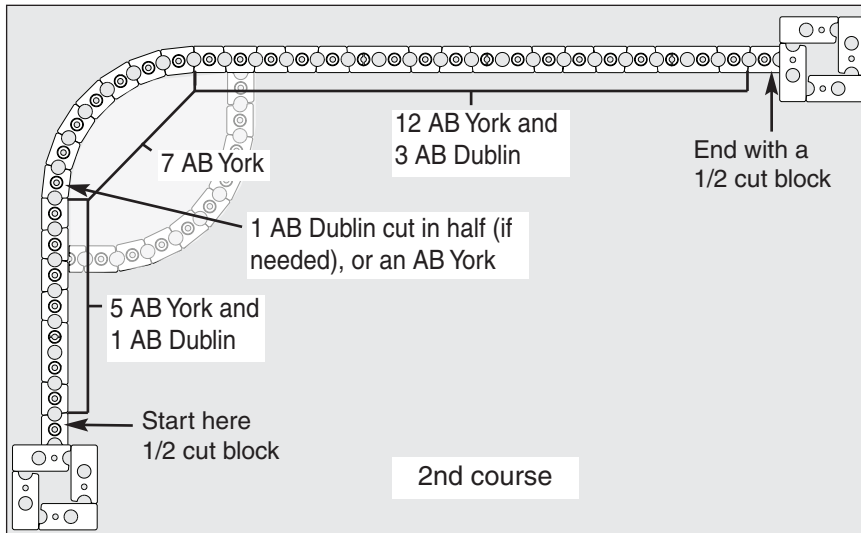 12 AB York and
3 AB Dublin
End with a
1/2 cut block
7 AB York
1 AB Dublin cut in half (if
needed), or an AB York
5 AB York and
1 AB Dublin
Start here
1/2 cut block
2nd course